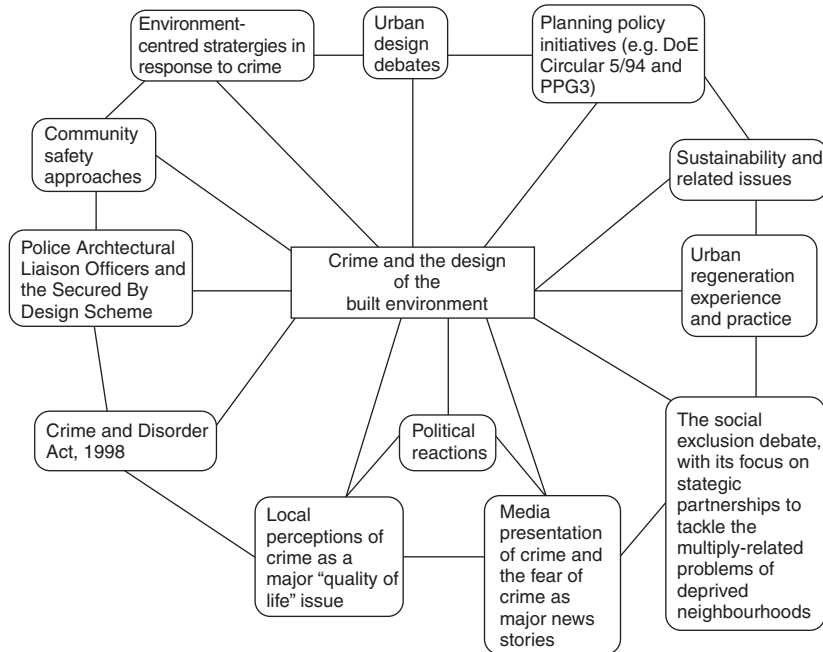 Environment-
centred stratergies in
response to crime
Urban
design
debates
Planning policy
initiatives (e.g. DoE
Circular 5/94 and
PPG3)
Community
safety
approaches
Sustainability and
related issues
Police Archtectural
Liaison Officers and
the Secured By
Design Scheme
Crime and the design
of the
built environment
Urban
regeneration
experience
and practice
Crime and Disorder
Act, 1998
Political
reactions
The social
exclusion debate,
with its focus on
stategic
partnerships to
tackle the
multiply-related
problems of
deprived
neighbourhoods
Local
perceptions of
crime as a
major “quality of
life” issue
Media
presentation
of crime and
the fear of
crime as
major news
stories